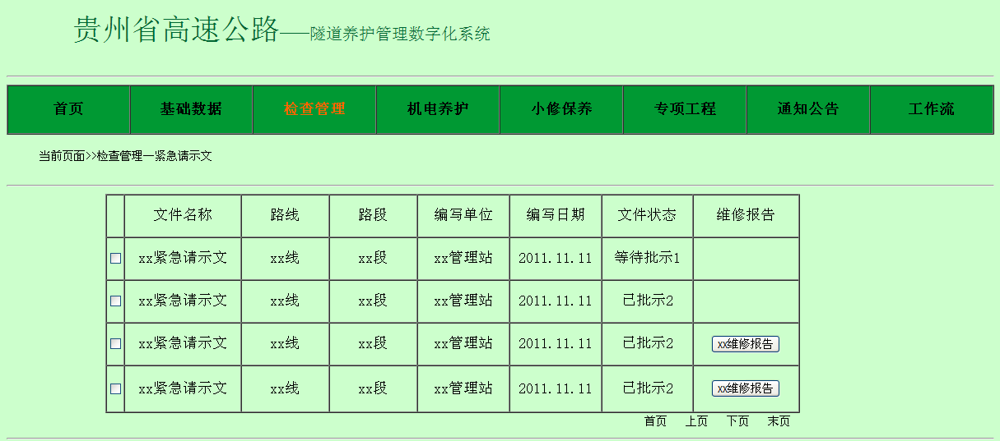 贵州省高速公路——隧道养护管理数字化系统
首页 基础数据 检查管理 机电养护 小修保养 专项工程 通知公告 工作流
当前页面>>检查管理—紧急请示文
文件名称 路线 路段 编写单位 编写日期 文件状态 维修报告
xx紧急请示文 xx线 xx段 xx管理站 2011.11.11 等待批示1
xx紧急请示文 xx线 xx段 xx管理站 2011.11.11 已批示2
xx紧急请示文 xx线 xx段 xx管理站 2011.11.11 已批示2 xx维修报告
xx紧急请示文 xx线 xx段 xx管理站 2011.11.11 已批示2 xx维修报告
首页 上页 下页 末页